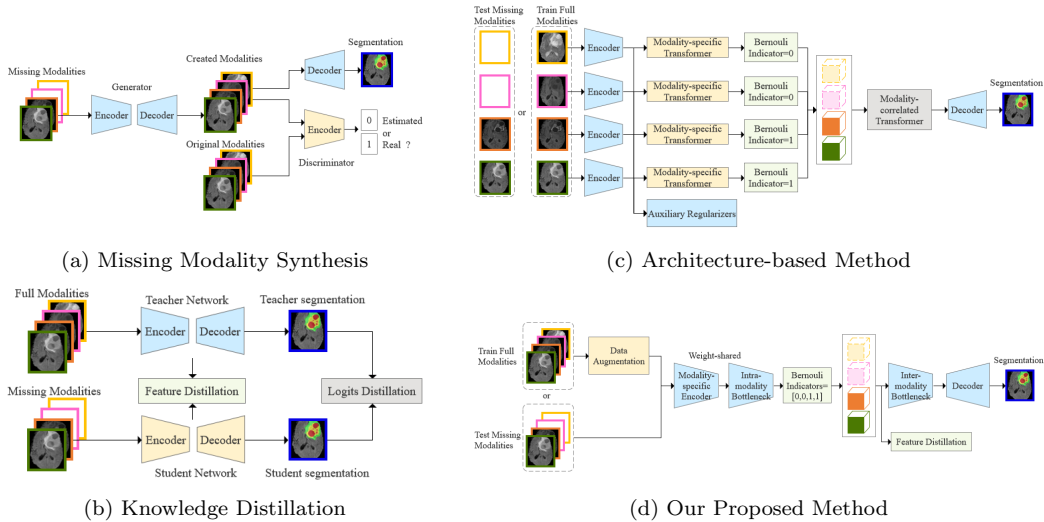 Missing Modalities
Generator
Encoder
Decoder
Created Modalities
Original Modalities
Decoder
Segmentation
Encoder
Discriminator
0
1
Estimated
or
Real ?
(a) Missing Modality Synthesis
Full Modalities
Teacher Network
Teacher segmentation
Encoder
Decoder
Feature Distillation
Logits Distillation
Missing Modalities
Encoder
Decoder
Student Network
Student segmentation
(b) Knowledge Distillation
Test Missing
Modalities
Train Full
Modalities
or
Encoder
Modality-specific
Transformer
Bernouli
Indicator=0
Encoder
Modality-specific
Transformer
Bernouli
Indicator=0
Encoder
Modality-specific
Transformer
Bernouli
Indicator=1
Encoder
Modality-specific
Transformer
Bernouli
Indicator=1
Auxiliary Regularizers
Modality-
correlated
Transformer
Decoder
Segmentation
(c) Architecture-based Method
Train Full
Modalities
or
Test Missing
Modalities
Data
Augmentation
Weight-shared
Modality-
specific
Encoder
Intra-
modality
Bottleneck
Bernouli
Indicators=
[0,0,1,1]
Inter-
modality
Bottleneck
Decoder
Segmentation
Feature Distillation
(d) Our Proposed Method